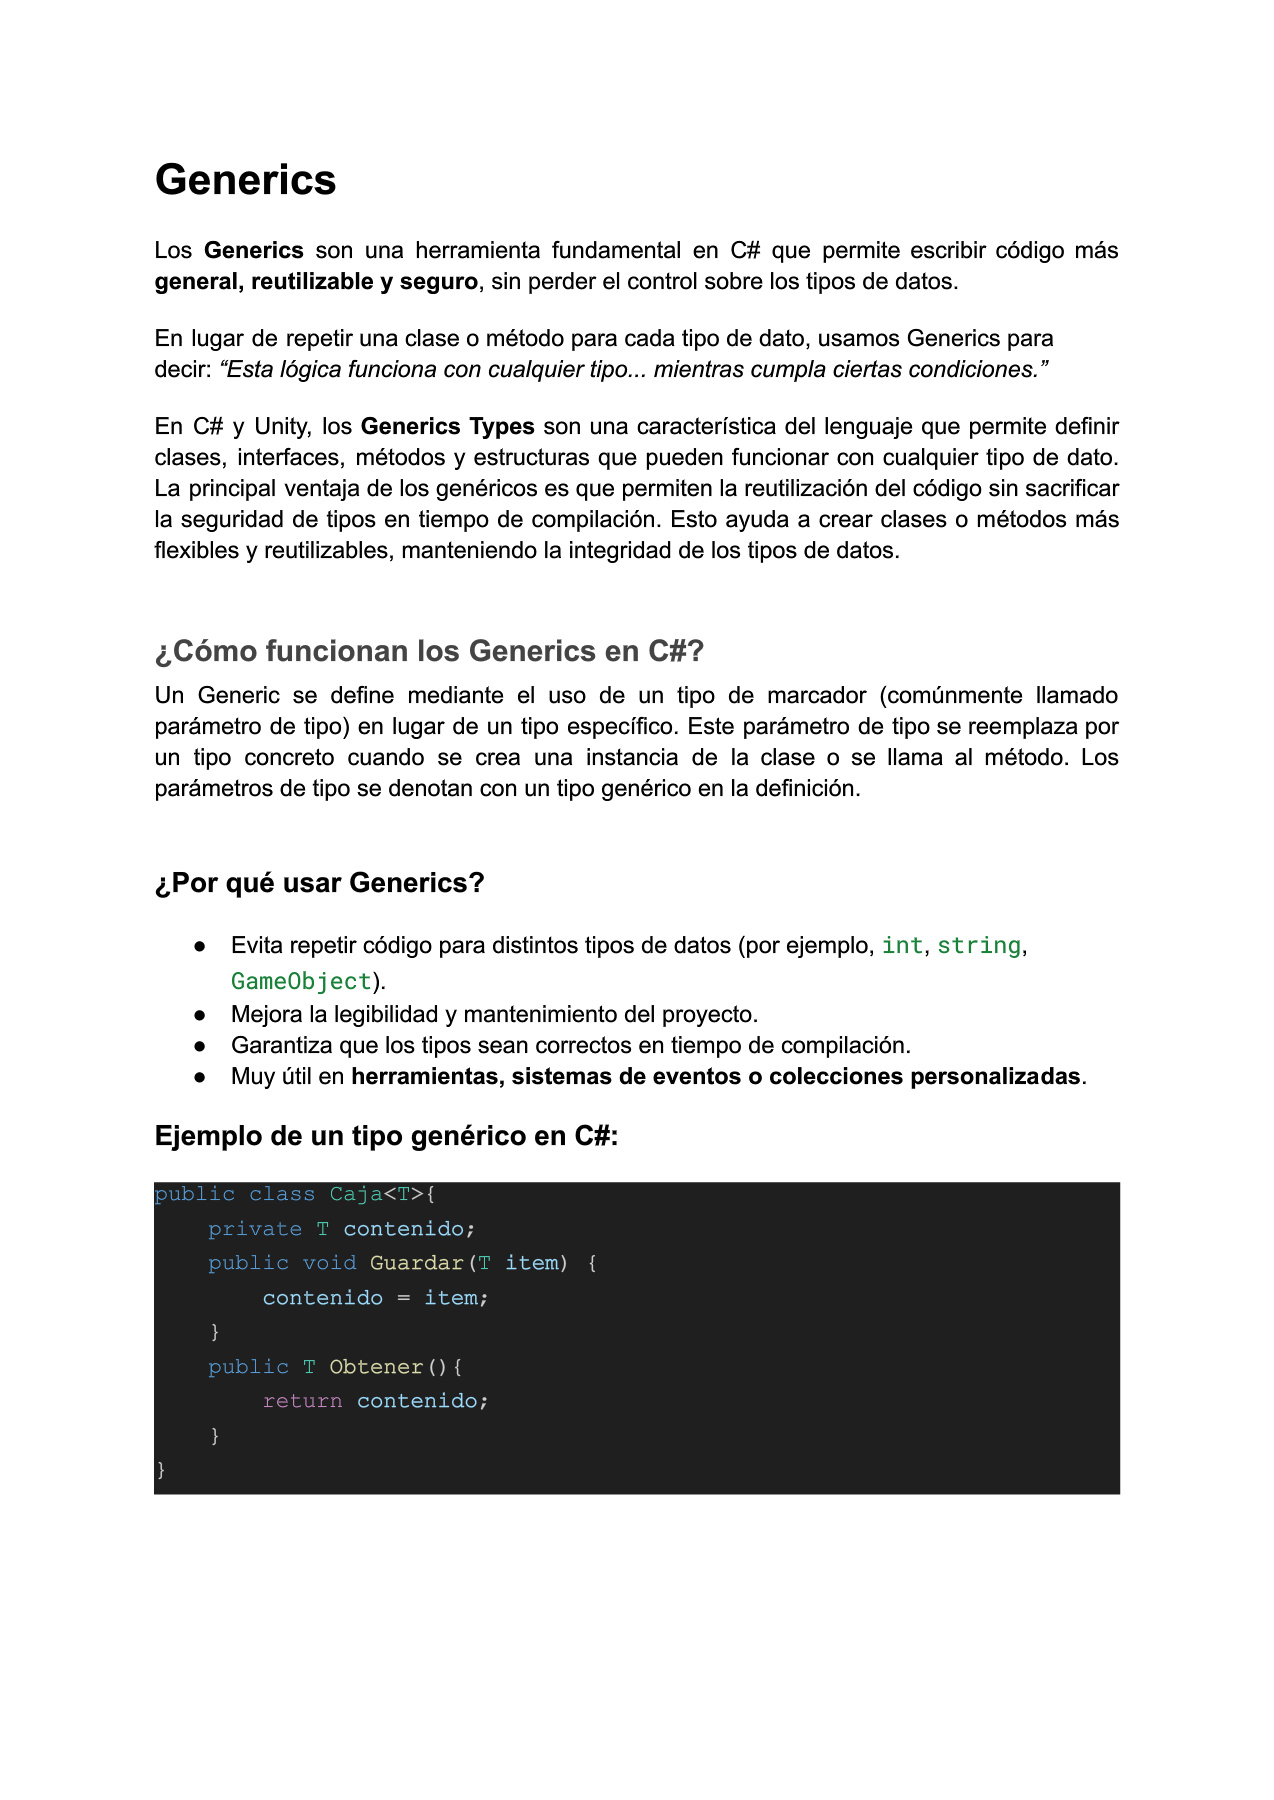 Generics
Los Generics son una herramienta fundamental en C# que permite escribir código más
general, reutilizable y seguro, sin perder el control sobre los tipos de datos.
En lugar de repetir una clase o método para cada tipo de dato, usamos Generics para
decir: “Esta lógica funciona con cualquier tipo... mientras cumpla ciertas condiciones.”
En C# y Unity, los Generics Types son una característica del lenguaje que permite definir
clases, interfaces, métodos y estructuras que pueden funcionar con cualquier tipo de dato.
La principal ventaja de los genéricos es que permiten la reutilización del código sin sacrificar
la seguridad de tipos en tiempo de compilación. Esto ayuda a crear clases o métodos más
flexibles y reutilizables, manteniendo la integridad de los tipos de datos.
¿Cómo funcionan los Generics en C#?
Un Generic se define mediante el uso de un tipo de marcador (comúnmente llamado
parámetro de tipo) en lugar de un tipo específico. Este parámetro de tipo se reemplaza por
un tipo concreto cuando se crea una instancia de la clase o se llama al método. Los
parámetros de tipo se denotan con un tipo genérico en la definición.
¿Por qué usar Generics?
● Evita repetir código para distintos tipos de datos (por ejemplo, int, string,
GameObject).
● Mejora la legibilidad y mantenimiento del proyecto.
● Garantiza que los tipos sean correctos en tiempo de compilación.
● Muy útil en herramientas, sistemas de eventos o colecciones personalizadas.
Ejemplo de un tipo genérico en C#:
public class Caja<T>{
    private T contenido;
    public void Guardar(T item) {
        contenido = item;
    }
    public T Obtener(){
        return contenido;
    }
}